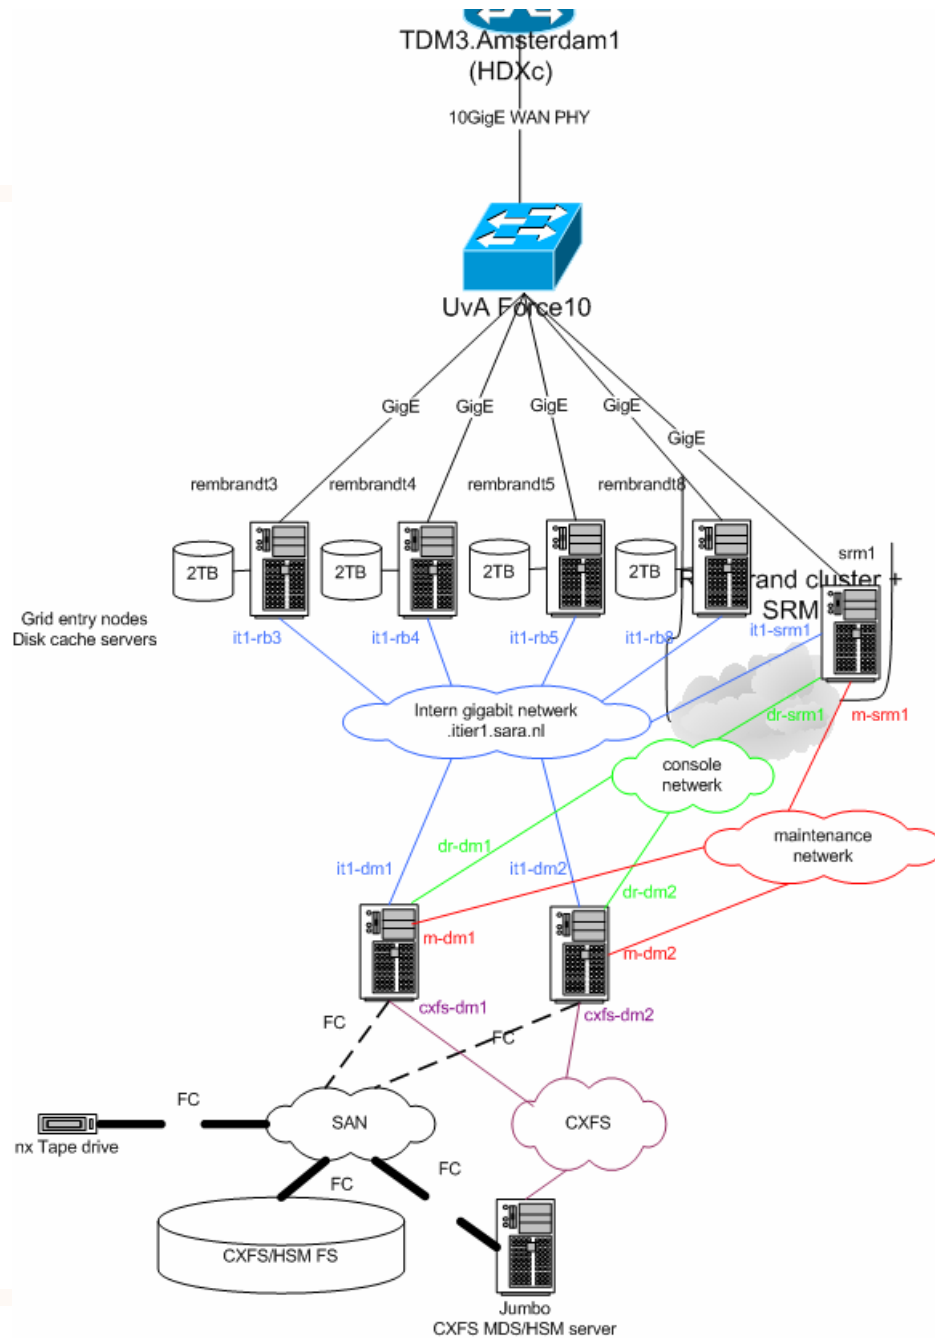 TDM3.Amsterdam1
(HDXc)
10GigE WAN PHY
UvA Force10
GigE
GigE
GigE
GigE
GigE
rembrandt3
rembrandt4
rembrandt5
rembrandt8
srm1
2TB
2TB
2TB
2TB
rand cluster +
SRM
Grid entry nodes
Disk cache servers
it1-rb3
it1-rb4
it1-rb5
it1-rb8
it1-srm1
Intern gigabit netwerk
.itier1.sara.nl
dr-srm1
m-srm1
console
netwerk
maintenance
netwerk
dr-dm1
it1-dm1
it1-dm2
dr-dm2
m-dm1
m-dm2
cxfs-dm1
cxfs-dm2
FC
FC
FC
SAN
CXFS
nx Tape drive
FC
FC
CXFS/HSM FS
Jumbo
CXFS MDS/HSM server